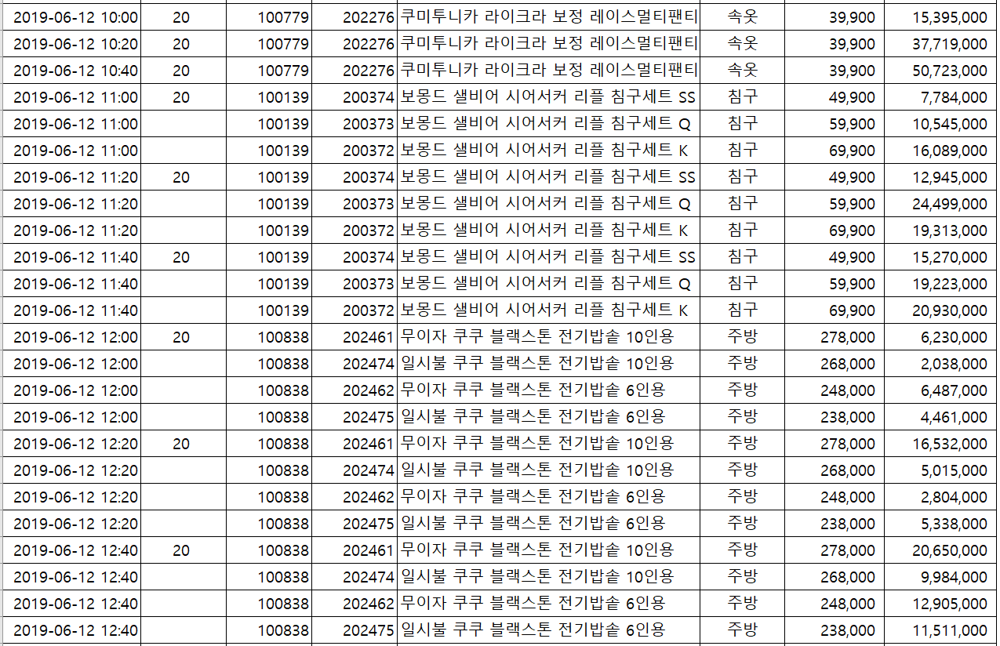 2019-06-12 10:00 20 100779 202276 쿠미투니카 라이크라 보정 레이스멀티팬티 속옷 39,900 15,395,000
2019-06-12 10:20 20 100779 202276 쿠미투니카 라이크라 보정 레이스멀티팬티 속옷 39,900 37,719,000
2019-06-12 10:40 20 100779 202276 쿠미투니카 라이크라 보정 레이스멀티팬티 속옷 39,900 50,723,000
2019-06-12 11:00 20 100139 200374 보몽드 샐비어 시어서커 리플 침구세트 SS 침구 49,900 7,784,000
2019-06-12 11:00 100139 200373 보몽드 샐비어 시어서커 리플 침구세트 Q 침구 59,900 10,545,000
2019-06-12 11:00 100139 200372 보몽드 샐비어 시어서커 리플 침구세트 K 침구 69,900 16,089,000
2019-06-12 11:20 20 100139 200374 보몽드 샐비어 시어서커 리플 침구세트 SS 침구 49,900 12,945,000
2019-06-12 11:20 100139 200373 보몽드 샐비어 시어서커 리플 침구세트 Q 침구 59,900 24,499,000
2019-06-12 11:20 100139 200372 보몽드 샐비어 시어서커 리플 침구세트 K 침구 69,900 19,313,000
2019-06-12 11:40 20 100139 200374 보몽드 샐비어 시어서커 리플 침구세트 SS 침구 49,900 15,270,000
2019-06-12 11:40 100139 200373 보몽드 샐비어 시어서커 리플 침구세트 Q 침구 59,900 19,223,000
2019-06-12 11:40 100139 200372 보몽드 샐비어 시어서커 리플 침구세트 K 침구 69,900 20,930,000
2019-06-12 12:00 20 100838 202461 무이자 쿠쿠 블랙스톤 전기밥솥 10인용 주방 278,000 6,230,000
2019-06-12 12:00 100838 202474 일시불 쿠쿠 블랙스톤 전기밥솥 10인용 주방 268,000 2,038,000
2019-06-12 12:00 100838 202462 무이자 쿠쿠 블랙스톤 전기밥솥 6인용 주방 248,000 6,487,000
2019-06-12 12:00 100838 202475 일시불 쿠쿠 블랙스톤 전기밥솥 6인용 주방 238,000 4,461,000
2019-06-12 12:20 20 100838 202461 무이자 쿠쿠 블랙스톤 전기밥솥 10인용 주방 278,000 16,532,000
2019-06-12 12:20 100838 202474 일시불 쿠쿠 블랙스톤 전기밥솥 10인용 주방 268,000 5,015,000
2019-06-12 12:20 100838 202462 무이자 쿠쿠 블랙스톤 전기밥솥 6인용 주방 248,000 2,804,000
2019-06-12 12:20 100838 202475 일시불 쿠쿠 블랙스톤 전기밥솥 6인용 주방 238,000 5,338,000
2019-06-12 12:40 20 100838 202461 무이자 쿠쿠 블랙스톤 전기밥솥 10인용 주방 278,000 20,650,000
2019-06-12 12:40 100838 202474 일시불 쿠쿠 블랙스톤 전기밥솥 10인용 주방 268,000 9,984,000
2019-06-12 12:40 100838 202462 무이자 쿠쿠 블랙스톤 전기밥솥 6인용 주방 248,000 12,905,000
2019-06-12 12:40 100838 202475 일시불 쿠쿠 블랙스톤 전기밥솥 6인용 주방 238,000 11,511,000